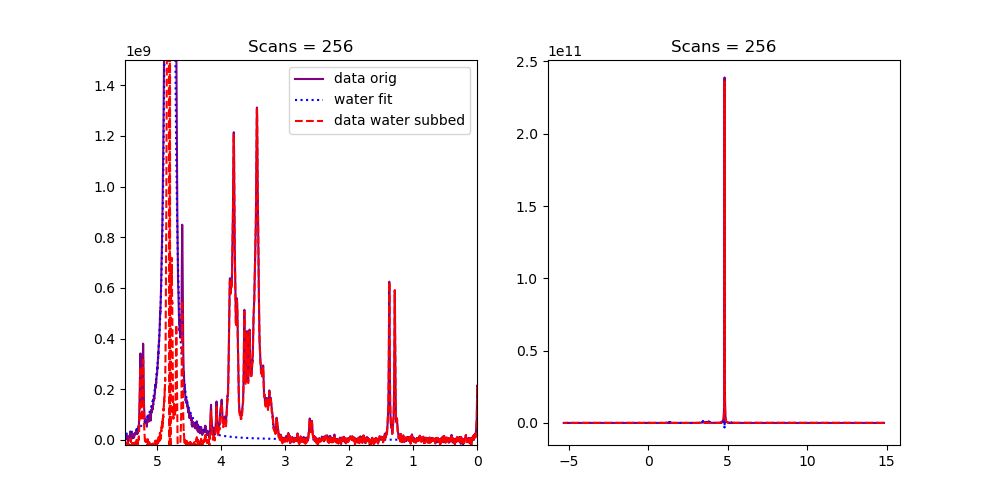 Scans = 256
1e9
data orig
water fit
data water subbed
1.4
1.2
1.0
0.8
0.6
0.4
0.2
0.0
5 4 3 2 1 0
Scans = 256
1e11
2.5
2.0
1.5
1.0
0.5
0.0
−5 0 5 10 15